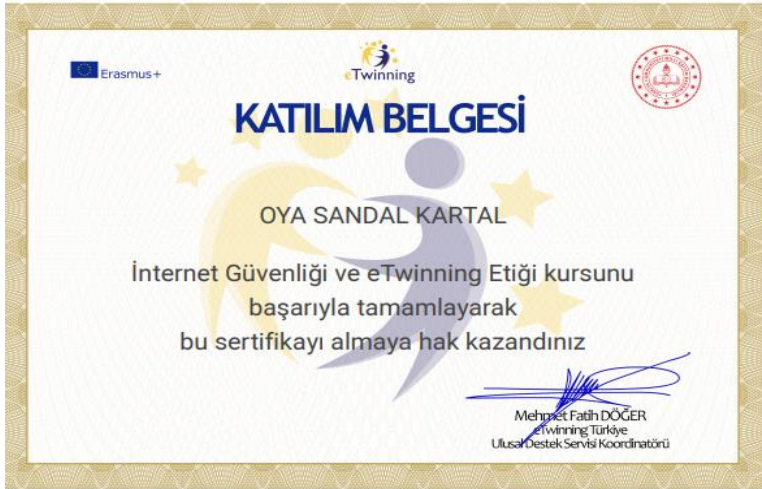 Erasmus+
eTwinning
KATILIM BELGESİ
OYA SANDAL KARTAL
İnternet Güvenliği ve eTwinning Etiği kursunu
başarıyla tamamlayarak
bu sertifikayı almaya hak kazandınız
Mehmet Fatih DÖĞER
eTwinning Türkiye
Ulusal Destek Servisi Koordinatörü